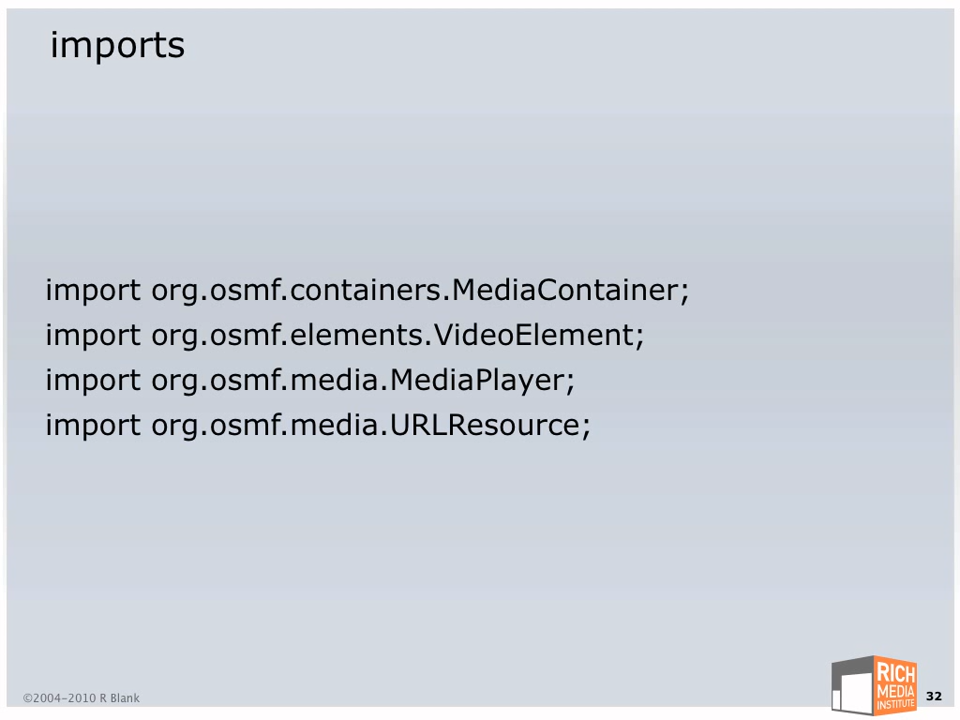 imports
import org.osmf.containers.MediaContainer;
import org.osmf.elements.VideoElement;
import org.osmf.media.MediaPlayer;
import org.osmf.media.URLResource;
©2004-2010 R Blank
RICH
MEDIA
INSTITUTE
32